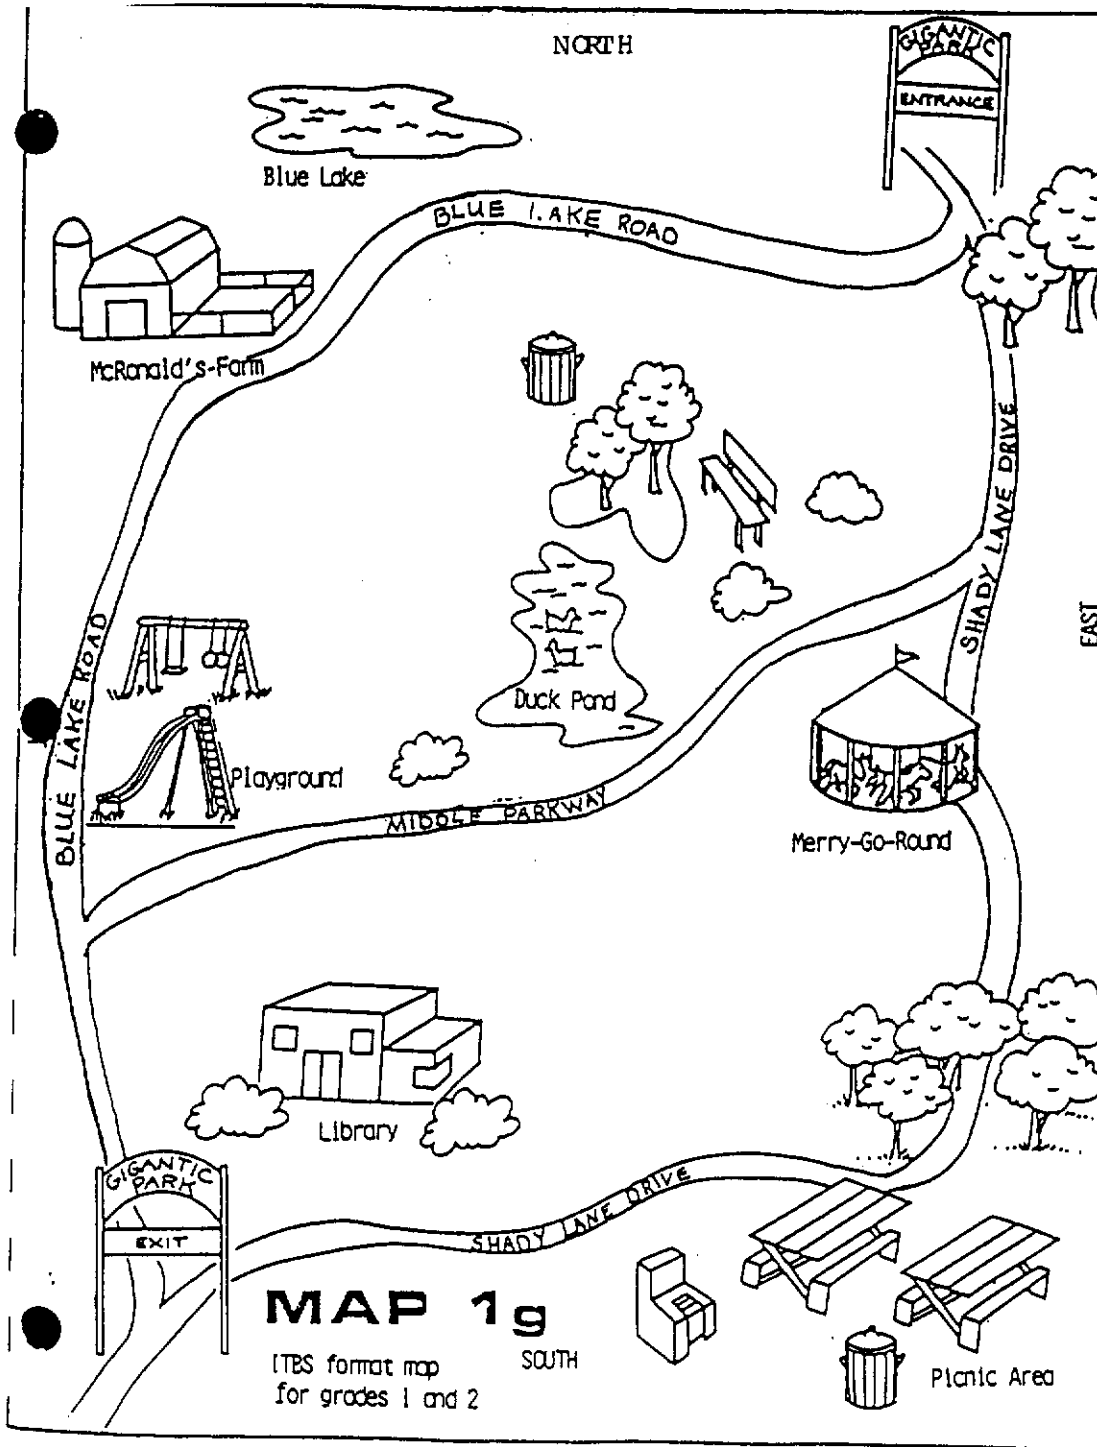 NORTH
GIGANTIC
PARK
ENTRANCE
Blue Lake
BLUE LAKE ROAD
McRonald's-Farm
SHADY LANE DRIVE
EAST
BLUE LAKE ROAD
Duck Pond
Playground
MIDDLE PARKWAY
Merry-Go-Round
Library
GIGANTIC
PARK
EXIT
SHADY LANE DRIVE
MAP 1g
SOUTH
ITBS format map
for grades 1 and 2
Picnic Area